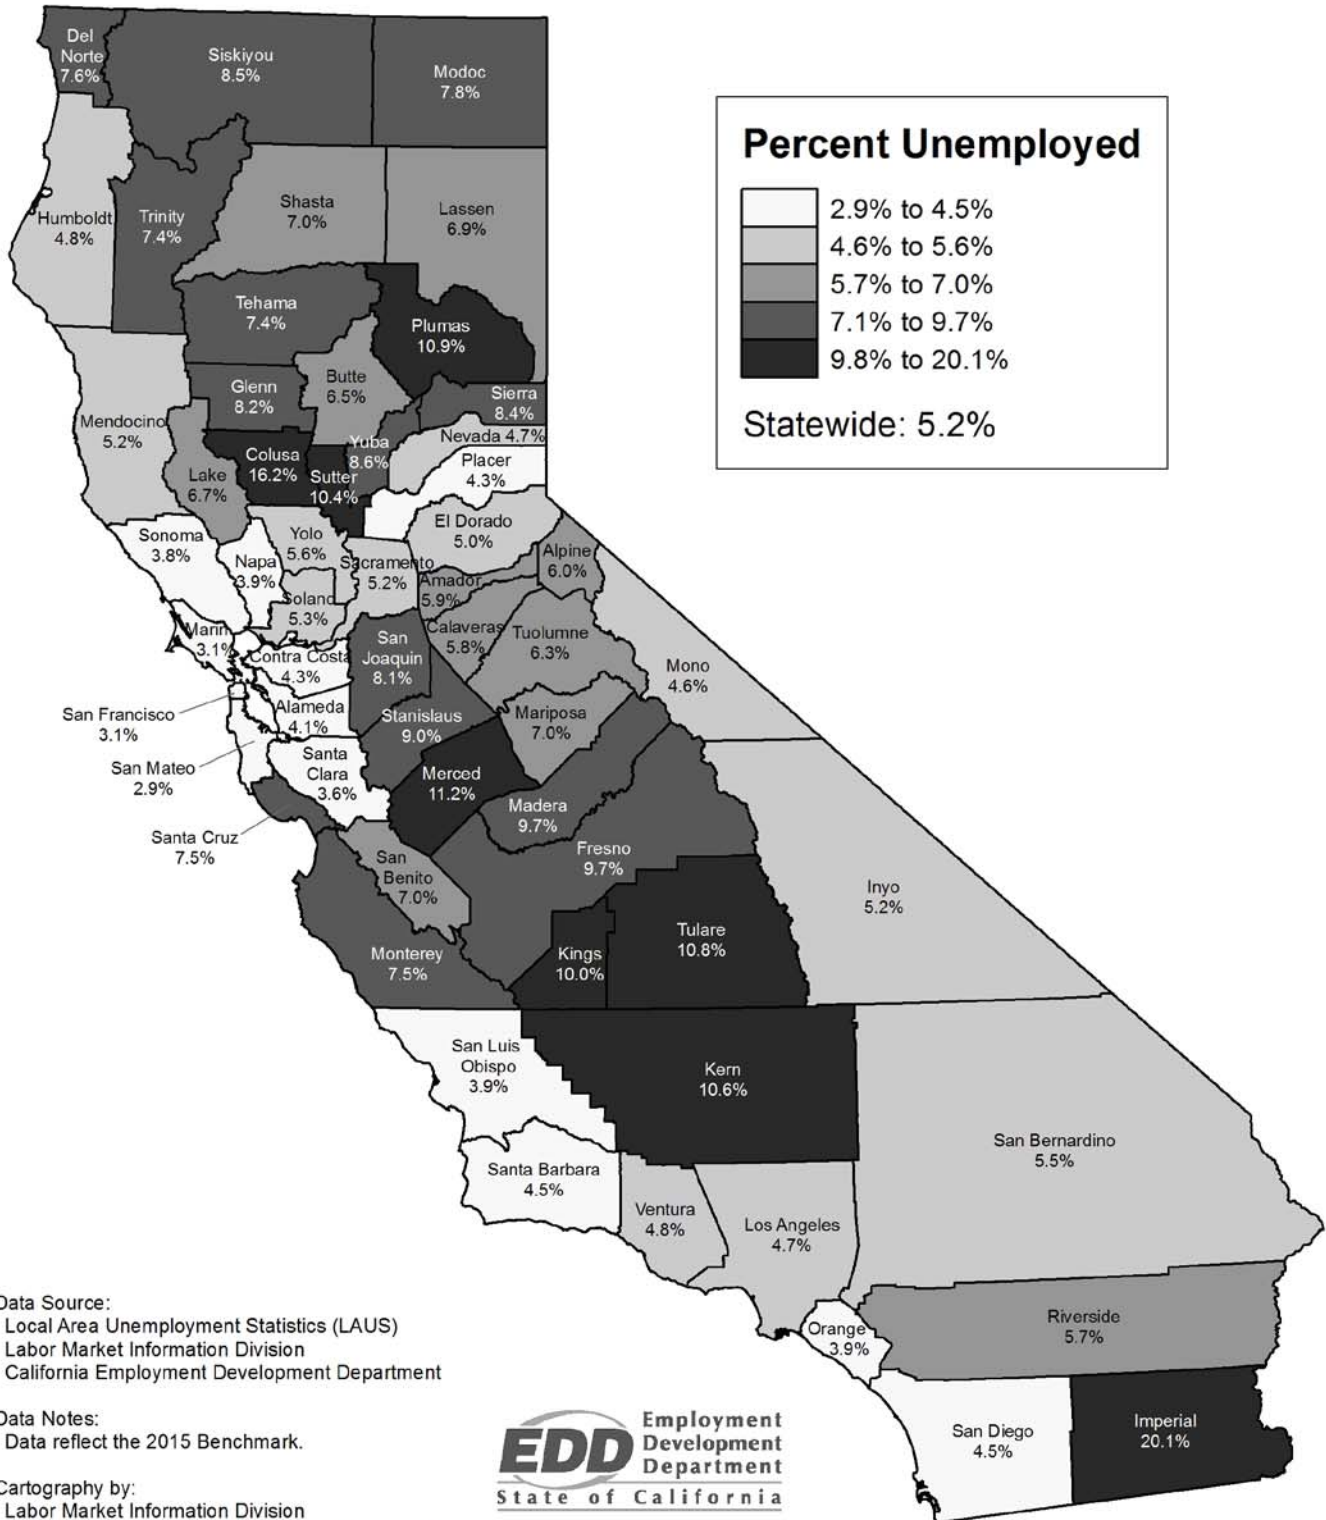 Del
Norte
7.6%
Siskiyou
8.5%
Modoc
7.8%
Percent Unemployed
2.9% to 4.5%
4.6% to 5.6%
5.7% to 7.0%
7.1% to 9.7%
9.8% to 20.1%
Statewide: 5.2%
Humboldt
4.8%
Trinity
7.4%
Shasta
7.0%
Lassen
6.9%
Tehama
7.4%
Plumas
10.9%
Glenn
8.2%
Butte
6.5%
Sierra
8.4%
Mendocino
5.2%
Lake
6.7%
Colusa
16.2%
Sutter
10.4%
Yuba
8.6%
Nevada 4.7%
Placer
4.3%
Sonoma
3.8%
Napa
3.9%
Yolo
5.6%
Solano
5.3%
Sacramento
5.2%
El Dorado
5.0%
Amador
5.9%
Alpine
6.0%
Marin
3.1%
Contra Costa
4.3%
San
Joaquin
8.1%
Calaveras
5.8%
Tuolumne
6.3%
Mono
4.6%
San Francisco
3.1%
Alameda
4.1%
Stanislaus
9.0%
Mariposa
7.0%
San Mateo
2.9%
Santa
Clara
3.6%
Merced
11.2%
Madera
9.7%
Santa Cruz
7.5%
San
Benito
7.0%
Fresno
9.7%
Inyo
5.2%
Monterey
7.5%
Kings
10.0%
Tulare
10.8%
San Luis
Obispo
3.9%
Kern
10.6%
San Bernardino
5.5%
Santa Barbara
4.5%
Ventura
4.8%
Los Angeles
4.7%
Orange
3.9%
Riverside
5.7%
San Diego
4.5%
Imperial
20.1%
Data Source:
Local Area Unemployment Statistics (LAUS)
Labor Market Information Division
California Employment Development Department
Data Notes:
Data reflect the 2015 Benchmark.
Cartography by:
Labor Market Information Division
EDD
Employment
Development
Department
State of California